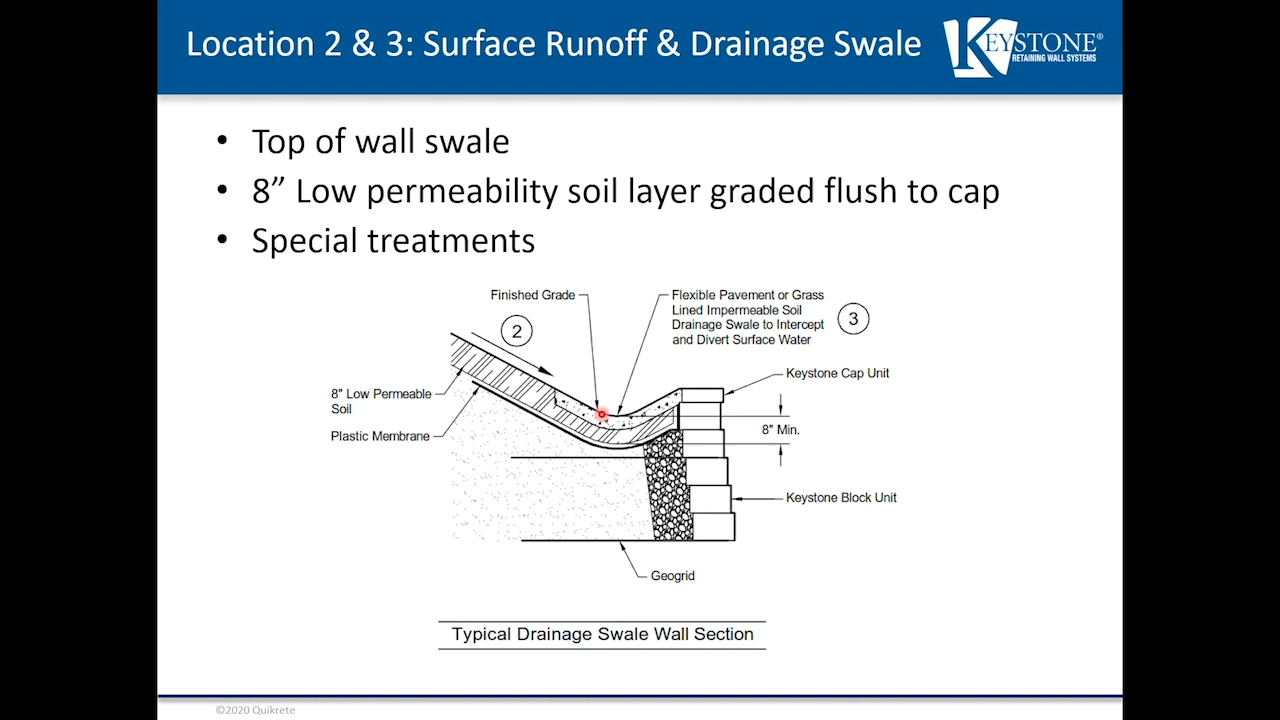 Location 2 & 3: Surface Runoff & Drainage Swale
KEYSTONE®
RETAINING WALL SYSTEMS
• Top of wall swale
• 8” Low permeability soil layer graded flush to cap
• Special treatments
Finished Grade
2
Flexible Pavement or Grass
Lined Impermeable Soil
Drainage Swale to Intercept
and Divert Surface Water
3
Keystone Cap Unit
8" Low Permeable
Soil
Plastic Membrane
8" Min.
Keystone Block Unit
Geogrid
Typical Drainage Swale Wall Section
©2020 Quikrete